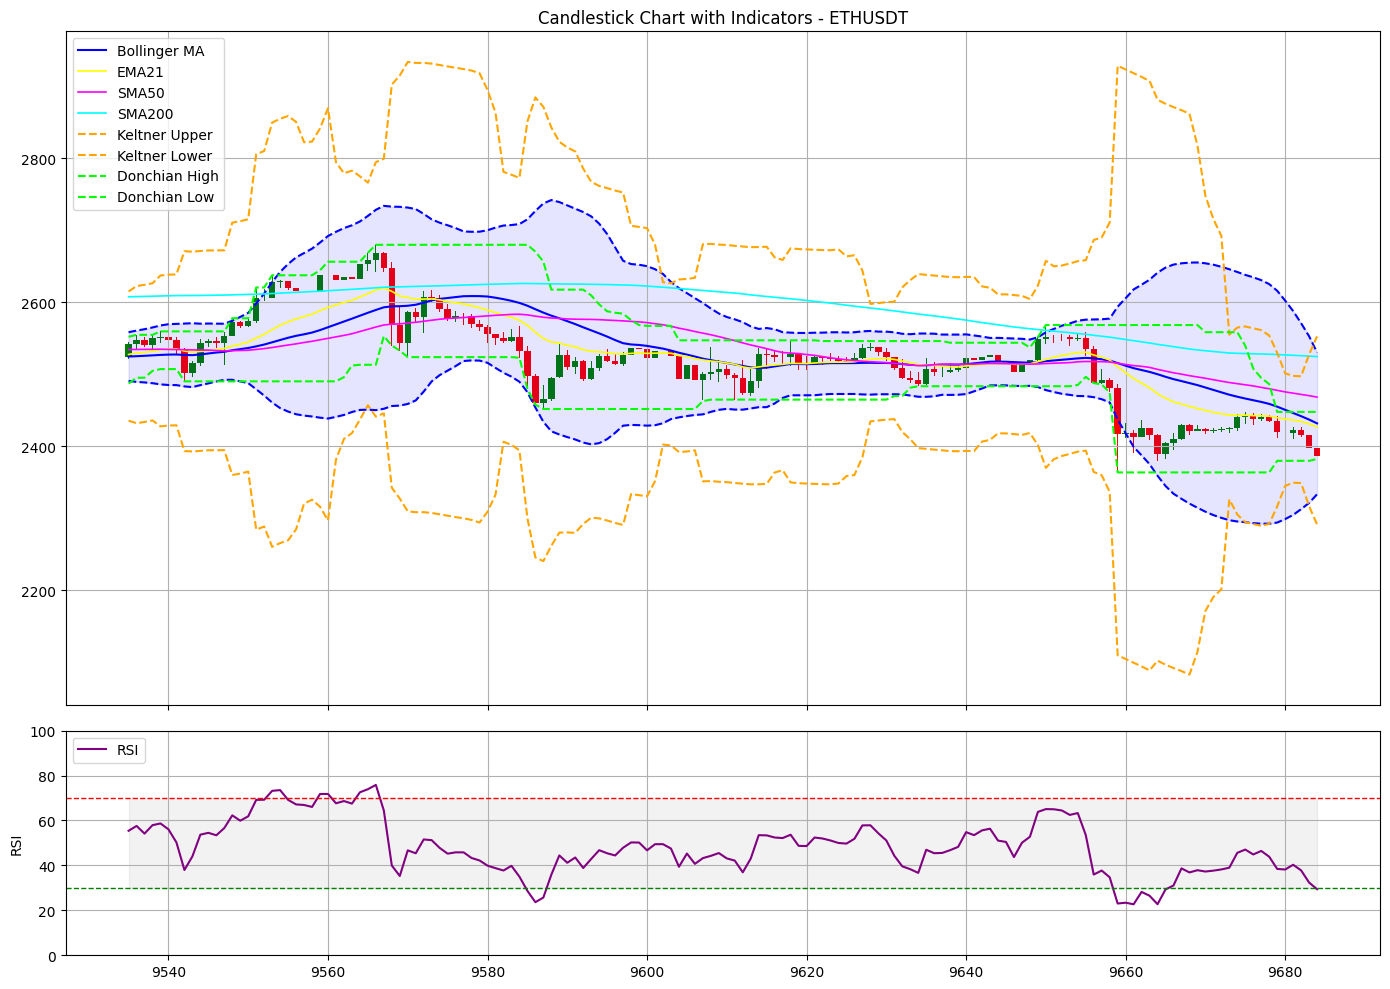 Candlestick Chart with Indicators - ETHUSDT
Bollinger MA
EMA21
SMA50
SMA200
Keltner Upper
Keltner Lower
Donchian High
Donchian Low
2800
2600
2400
2200
RSI
100
80
60
40
20
0
RSI
9540 9560 9580 9600 9620 9640 9660 9680